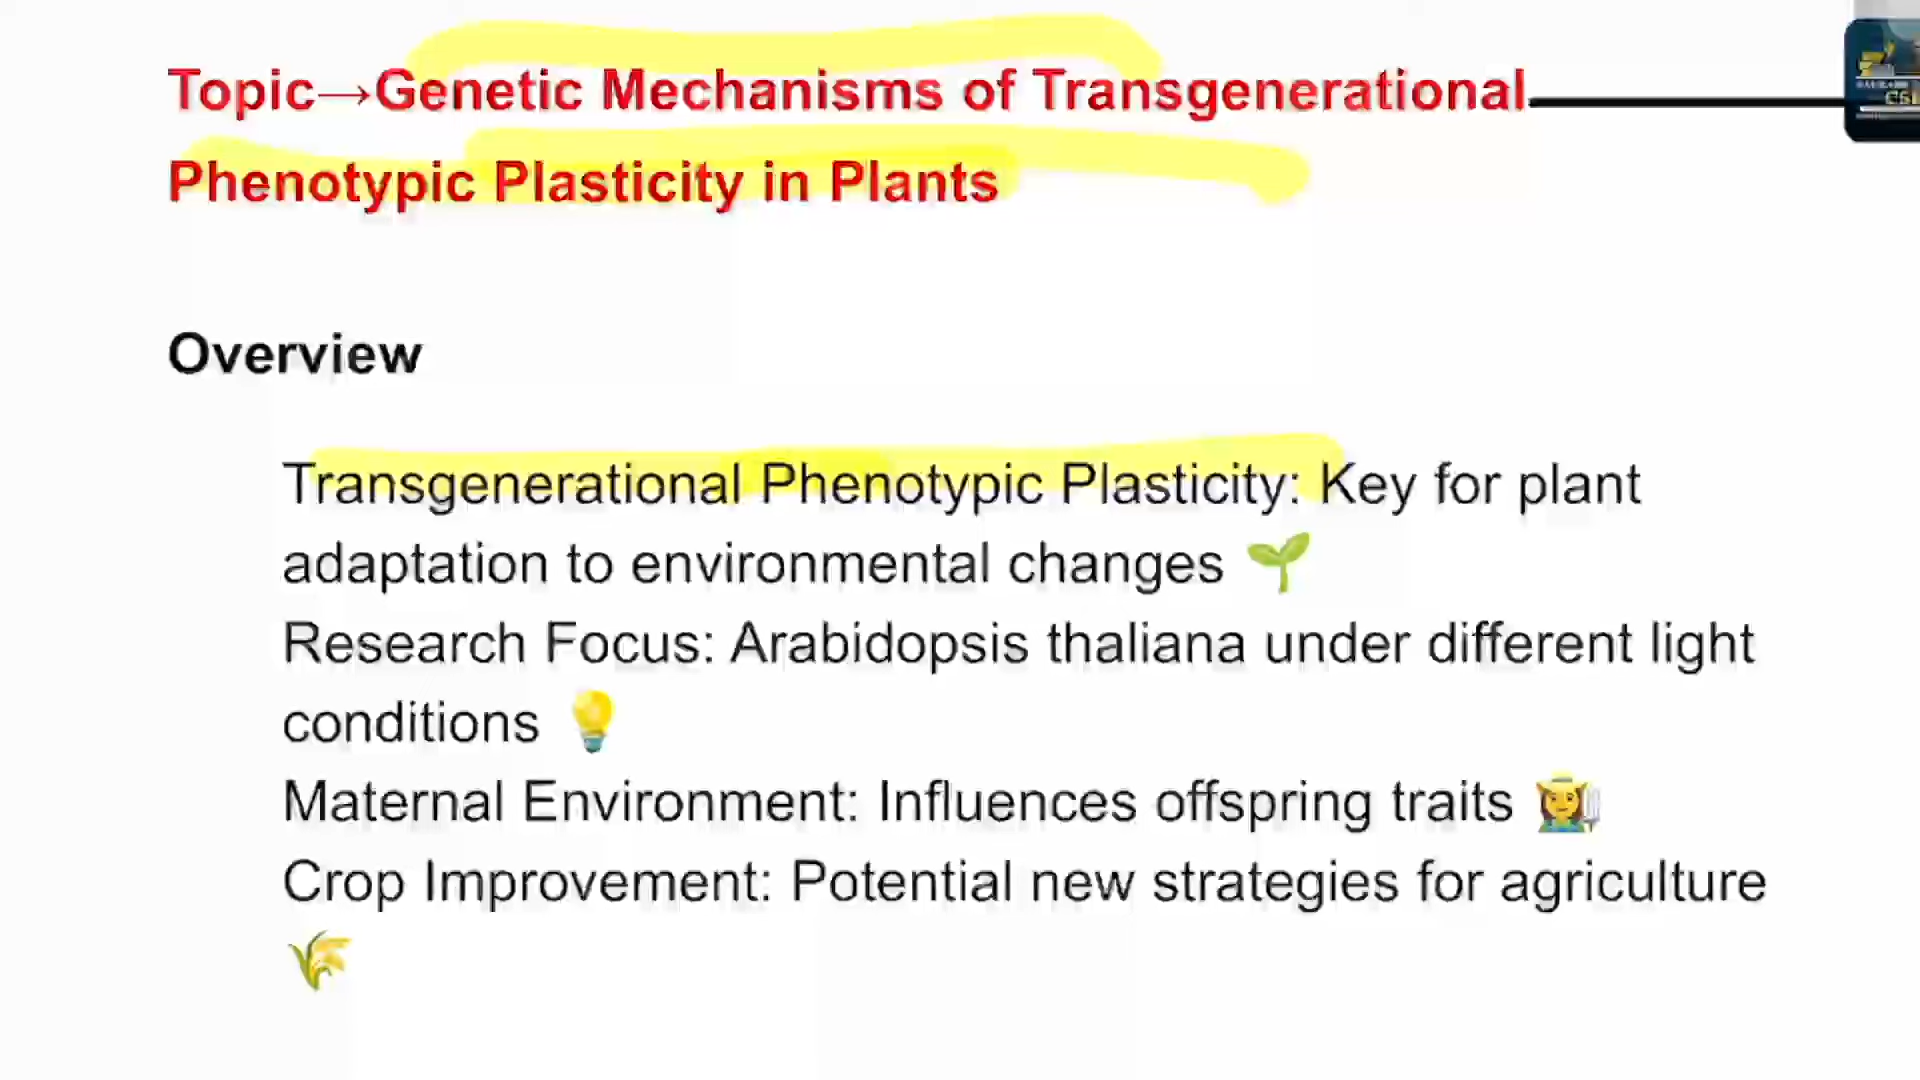 Topic→Genetic Mechanisms of Transgenerational
Phenotypic Plasticity in Plants
Overview
Transgenerational Phenotypic Plasticity: Key for plant
adaptation to environmental changes 🌱
Research Focus: Arabidopsis thaliana under different light
conditions 💡
Maternal Environment: Influences offspring traits 👩‍🌾
Crop Improvement: Potential new strategies for agriculture
🌾